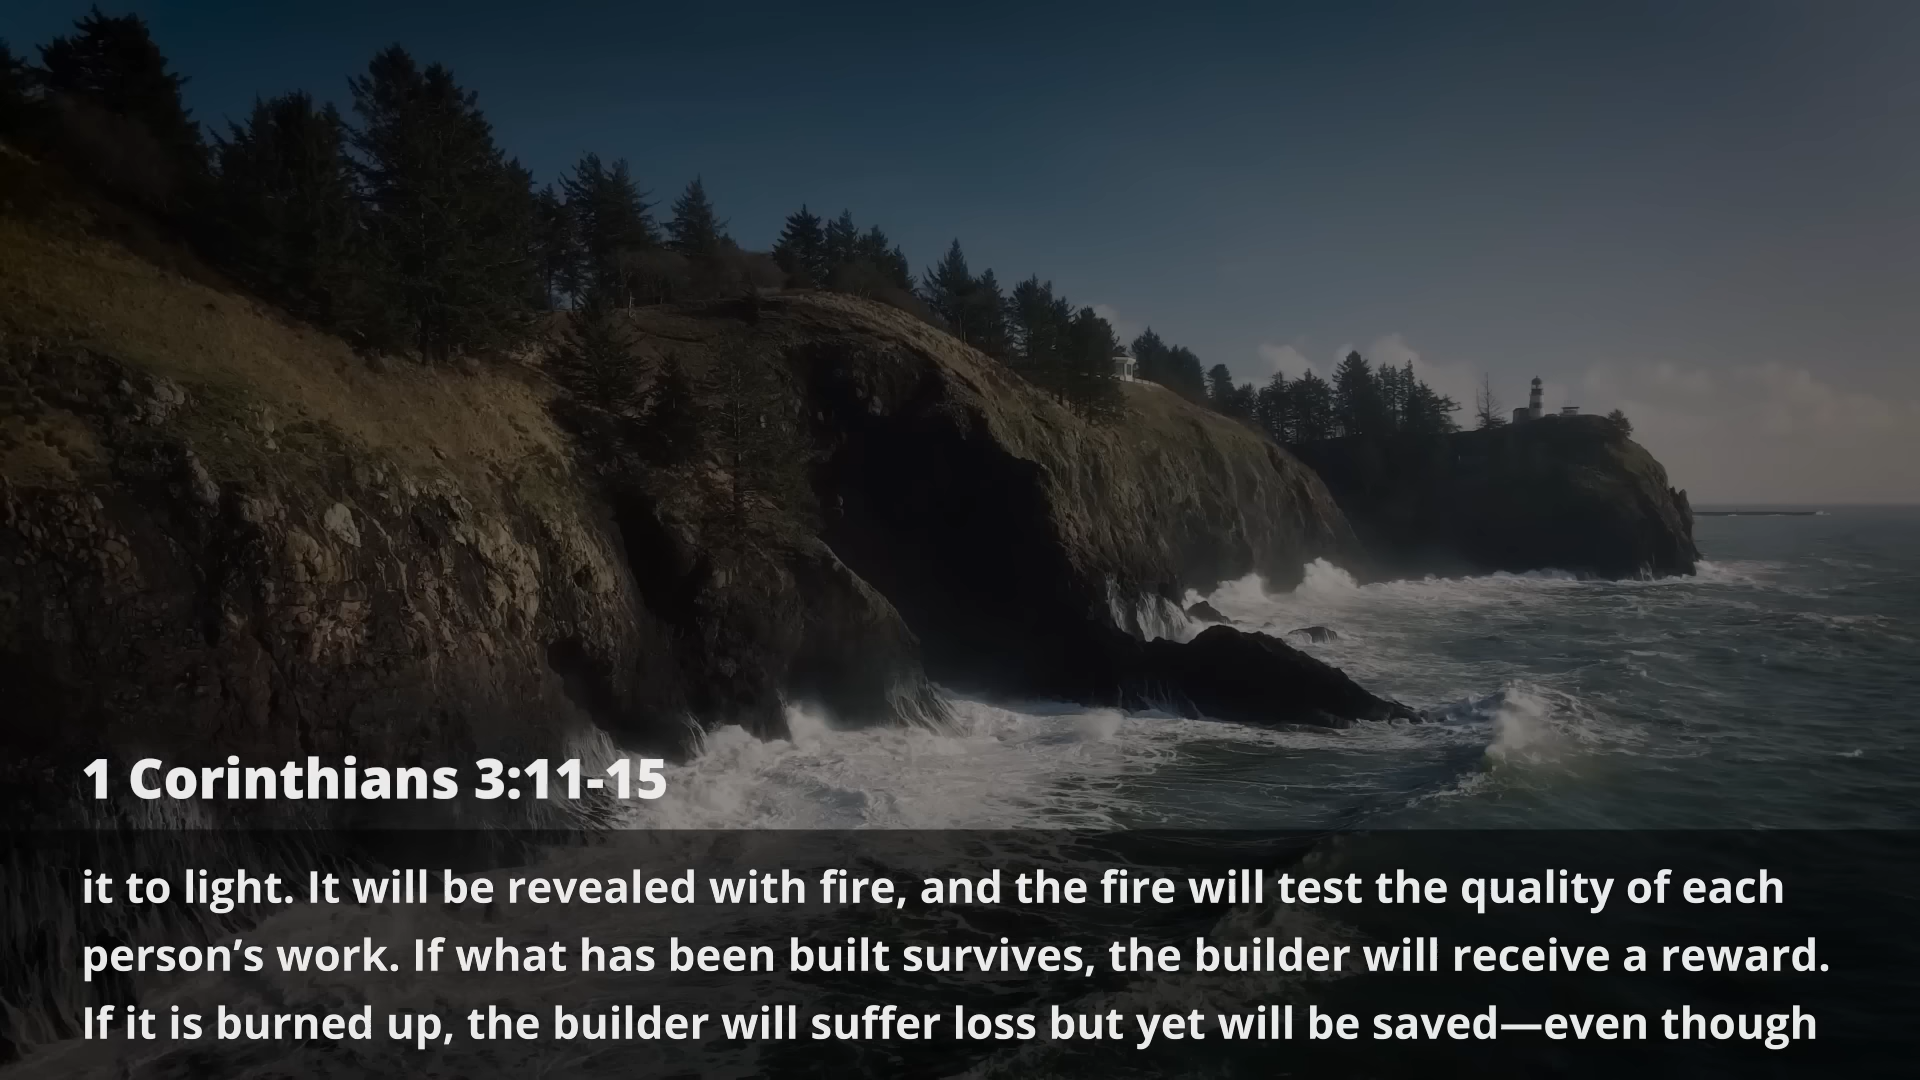 1 Corinthians 3:11-15
it to light. It will be revealed with fire, and the fire will test the quality of each
person’s work. If what has been built survives, the builder will receive a reward.
If it is burned up, the builder will suffer loss but yet will be saved—even though